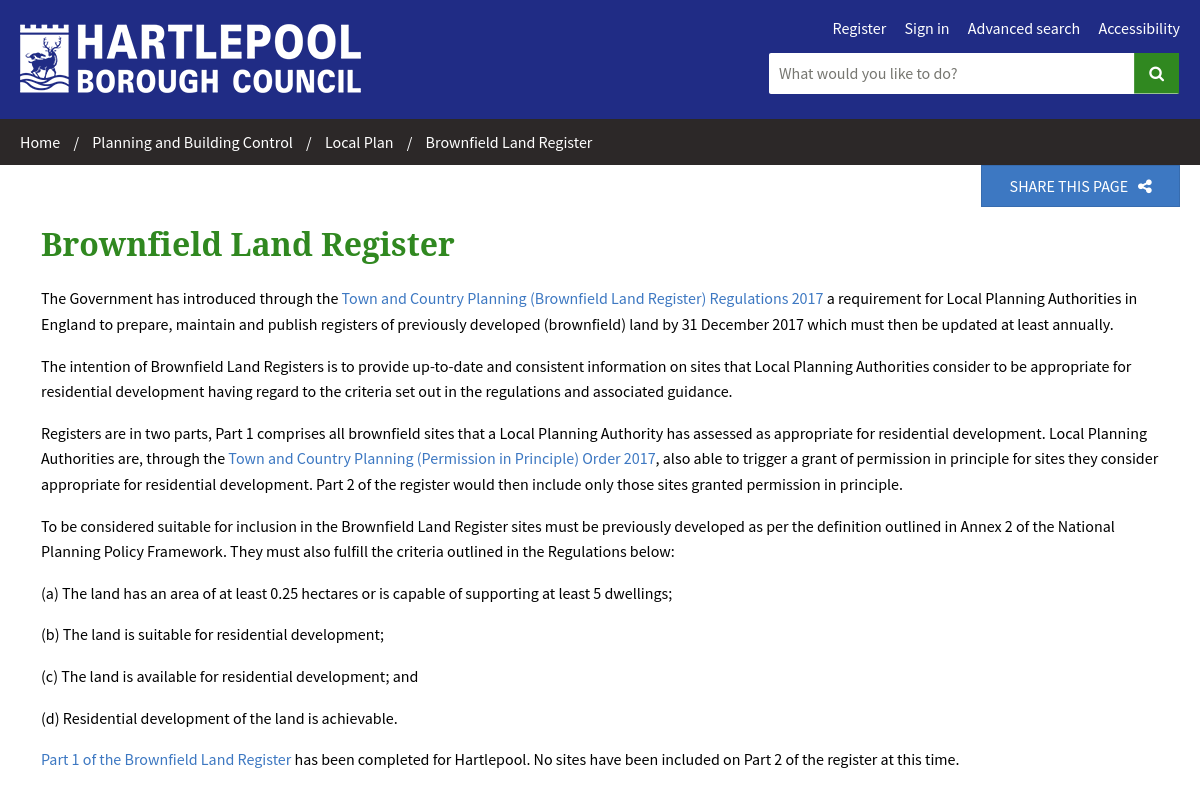 HARTLEPOOL
BOROUGH COUNCIL
Register Sign in Advanced search Accessibility
What would you like to do?
Home / Planning and Building Control / Local Plan / Brownfield Land Register
SHARE THIS PAGE
Brownfield Land Register
The Government has introduced through the Town and Country Planning (Brownfield Land Register) Regulations 2017 a requirement for Local Planning Authorities in
England to prepare, maintain and publish registers of previously developed (brownfield) land by 31 December 2017 which must then be updated at least annually.
The intention of Brownfield Land Registers is to provide up-to-date and consistent information on sites that Local Planning Authorities consider to be appropriate for
residential development having regard to the criteria set out in the regulations and associated guidance.
Registers are in two parts, Part 1 comprises all brownfield sites that a Local Planning Authority has assessed as appropriate for residential development. Local Planning
Authorities are, through the Town and Country Planning (Permission in Principle) Order 2017, also able to trigger a grant of permission in principle for sites they consider
appropriate for residential development. Part 2 of the register would then include only those sites granted permission in principle.
To be considered suitable for inclusion in the Brownfield Land Register sites must be previously developed as per the definition outlined in Annex 2 of the National
Planning Policy Framework. They must also fulfill the criteria outlined in the Regulations below:
(a) The land has an area of at least 0.25 hectares or is capable of supporting at least 5 dwellings;
(b) The land is suitable for residential development;
(c) The land is available for residential development; and
(d) Residential development of the land is achievable.
Part 1 of the Brownfield Land Register has been completed for Hartlepool. No sites have been included on Part 2 of the register at this time.